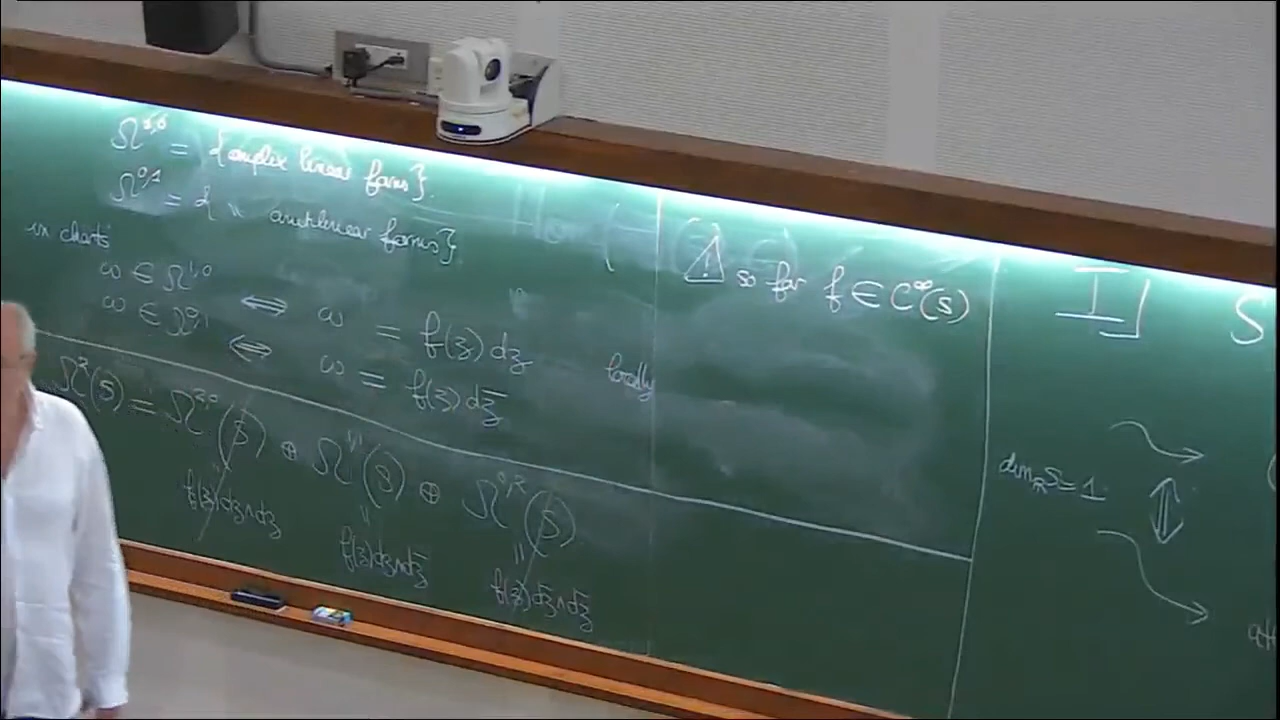 Ω^{1,0} = {complex linear forms}.
Ω^{0,1} = { " antilinear forms}
in charts
ω ∈ Ω^{1,0} ⟺ ω = f(z) dz
ω ∈ Ω^{0,1} ⟺ ω = f(z) dz̄ locally
Ω²(S) = Ω^{2,0}(S) ⊕ Ω^{1,1}(S) ⊕ Ω^{0,2}(S)
f(z) dz∧dz
f(z) dz∧dz̄
f(z) dz̄∧dz̄
⚠ so far f ∈ C^∞(S)
II S
dim_ℝ S = 1